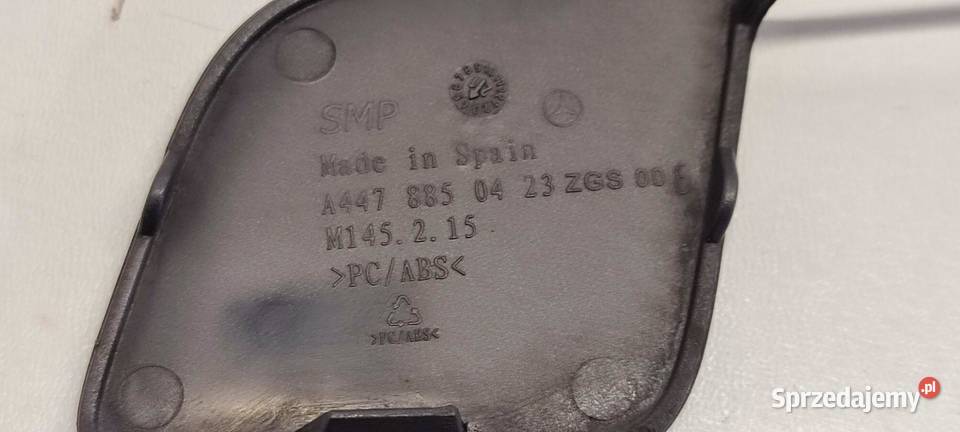 SMP
Made in Spain
A447 885 04 23 ZGS 00
M145.2.15
>PC/ABS<
>PC/ABS<
Sprzedajemy.pl